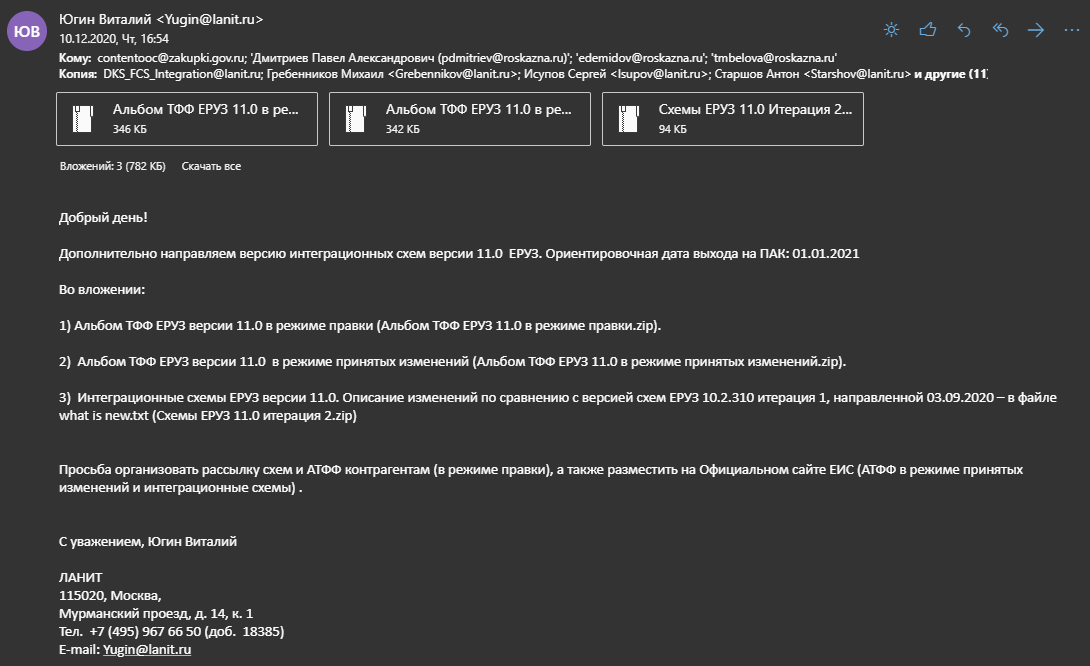 ЮВ
Югин Виталий <Yugin@lanit.ru>
10.12.2020, Чт, 16:54
Кому: contentooc@zakupki.gov.ru; 'Дмитриев Павел Александрович (pdmitriev@roskazna.ru)'; 'edemidov@roskazna.ru'; 'tmbelova@roskazna.ru'
Копия: DKS_FCS_Integration@lanit.ru; Гребенников Михаил <Grebennikov@lanit.ru>; Исупов Сергей <Isupov@lanit.ru>; Старшов Антон <Starshov@lanit.ru> и другие (11)
Альбом ТФФ ЕРУЗ 11.0 в ре...
346 КБ
Альбом ТФФ ЕРУЗ 11.0 в ре...
342 КБ
Схемы ЕРУЗ 11.0 Итерация 2...
94 КБ
Вложений: 3 (782 КБ) Скачать все
Добрый день!
Дополнительно направляем версию интеграционных схем версии 11.0 ЕРУЗ. Ориентировочная дата выхода на ПАК: 01.01.2021
Во вложении:
1) Альбом ТФФ ЕРУЗ версии 11.0 в режиме правки (Альбом ТФФ ЕРУЗ 11.0 в режиме правки.zip).
2) Альбом ТФФ ЕРУЗ версии 11.0 в режиме принятых изменений (Альбом ТФФ ЕРУЗ 11.0 в режиме принятых изменений.zip).
3) Интеграционные схемы ЕРУЗ версии 11.0. Описание изменений по сравнению с версией схем ЕРУЗ 10.2.310 итерация 1, направленной 03.09.2020 – в файле
what is new.txt (Схемы ЕРУЗ 11.0 итерация 2.zip)
Просьба организовать рассылку схем и АТФФ контрагентам (в режиме правки), а также разместить на Официальном сайте ЕИС (АТФФ в режиме принятых
изменений и интеграционные схемы) .
С уважением, Югин Виталий
ЛАНИТ
115020, Москва,
Мурманский проезд, д. 14, к. 1
Тел. +7 (495) 967 66 50 (доб. 18385)
E-mail: Yugin@lanit.ru